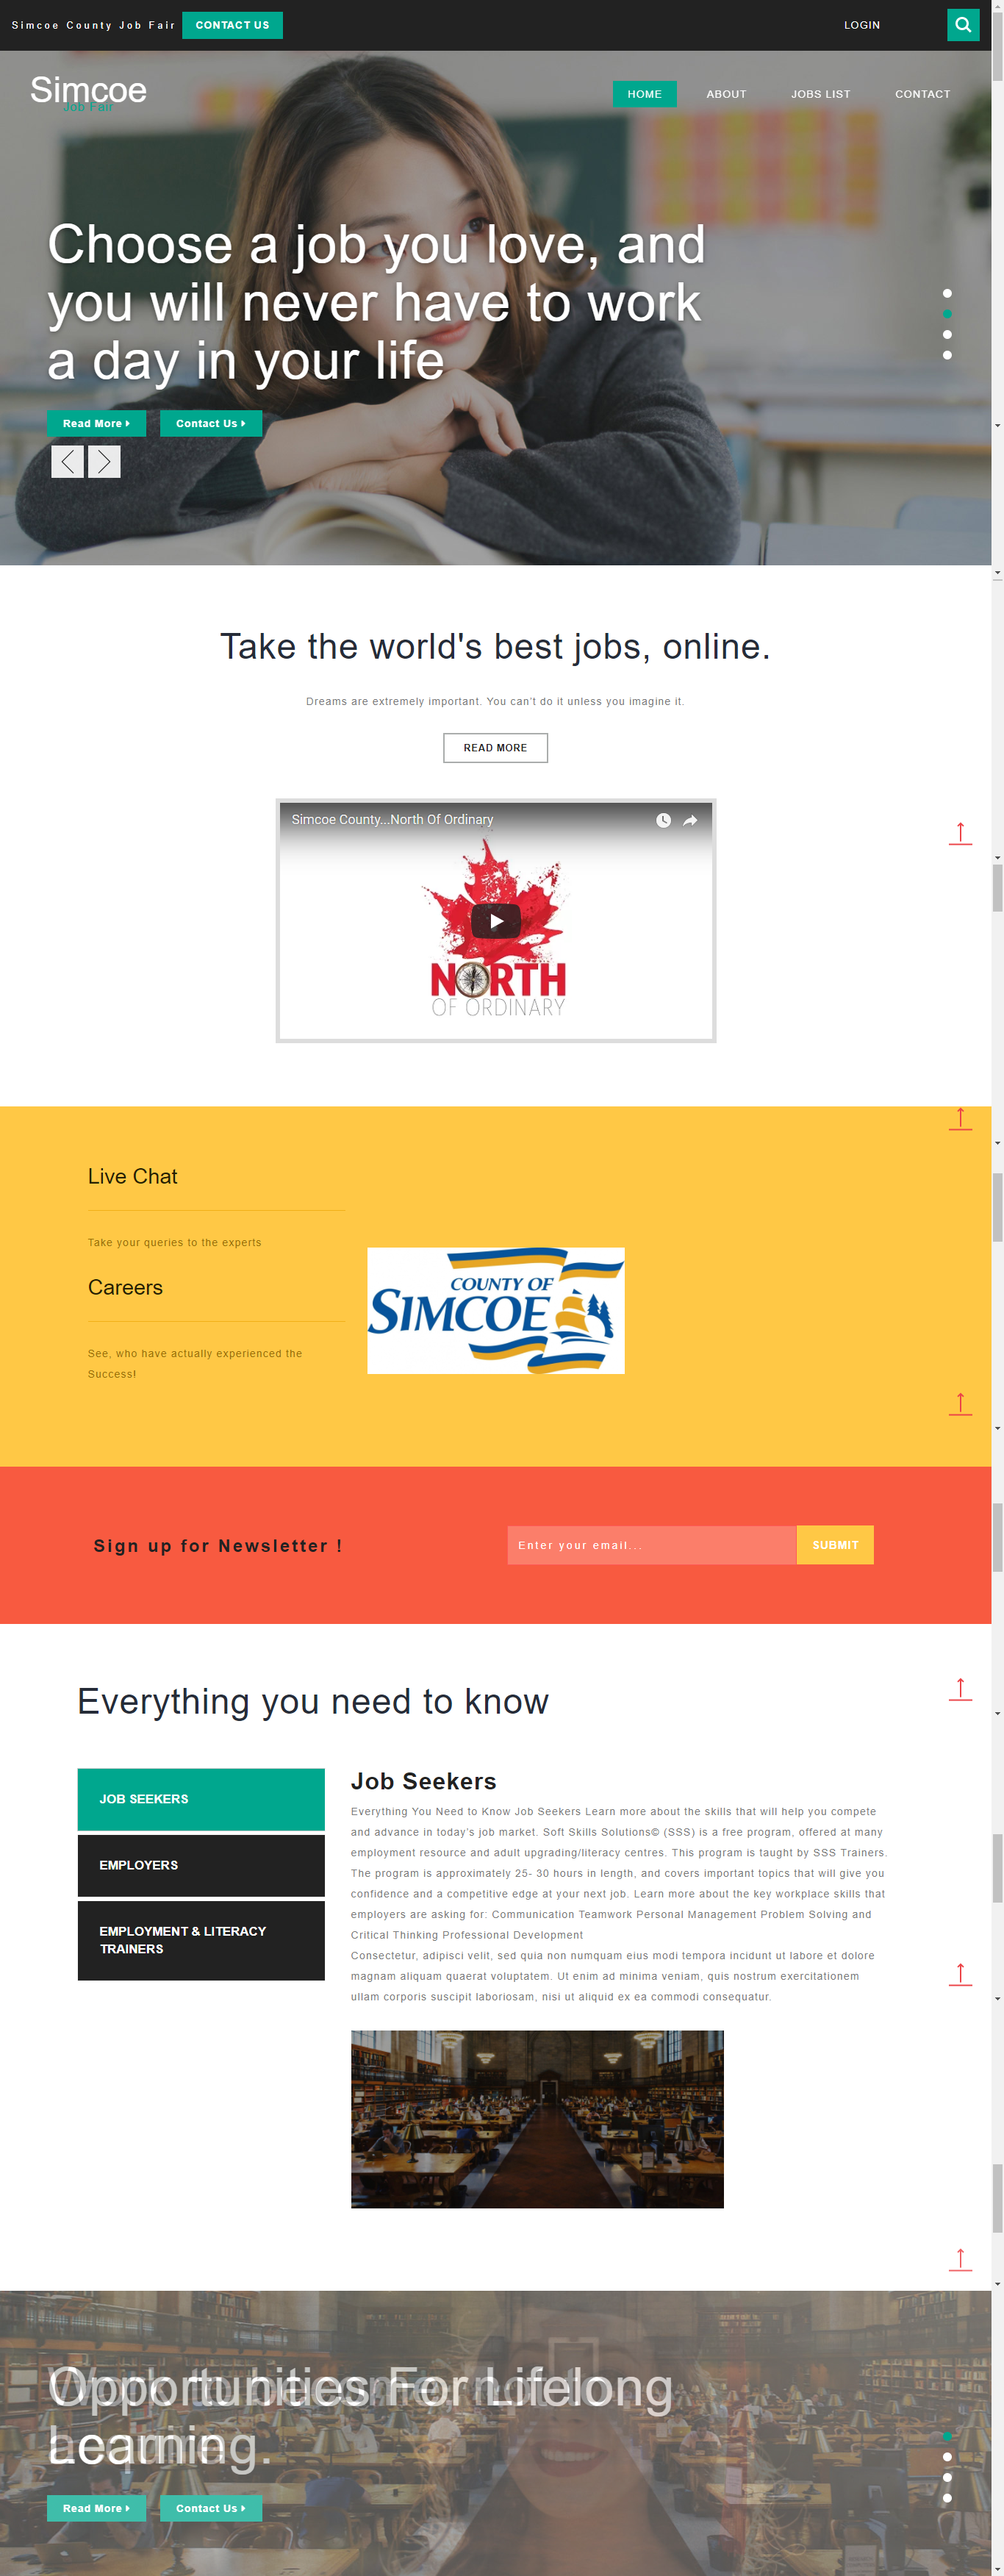 Simcoe County Job Fair
CONTACT US
LOGIN
Simcoe
Job Fair
HOME
ABOUT
JOBS LIST
CONTACT
Choose a job you love, and
you will never have to work
a day in your life
Read More
Contact Us
Take the world's best jobs, online.
Dreams are extremely important. You can't do it unless you imagine it.
READ MORE
Simcoe County...North Of Ordinary
NORTH
OF ORDINARY
Live Chat
Take your queries to the experts
Careers
See, who have actually experienced the
Success!
COUNTY OF
SIMCOE
Sign up for Newsletter !
Enter your email...
SUBMIT
Everything you need to know
JOB SEEKERS
EMPLOYERS
EMPLOYMENT & LITERACY
TRAINERS
Job Seekers
Everything You Need to Know Job Seekers Learn more about the skills that will help you compete
and advance in today's job market. Soft Skills Solutions© (SSS) is a free program, offered at many
employment resource and adult upgrading/literacy centres. This program is taught by SSS Trainers.
The program is approximately 25- 30 hours in length, and covers important topics that will give you
confidence and a competitive edge at your next job. Learn more about the key workplace skills that
employers are asking for: Communication Teamwork Personal Management Problem Solving and
Critical Thinking Professional Development
Consectetur, adipisci velit, sed quia non numquam eius modi tempora incidunt ut labore et dolore
magnam aliquam quaerat voluptatem. Ut enim ad minima veniam, quis nostrum exercitationem
ullam corporis suscipit laboriosam, nisi ut aliquid ex ea commodi consequatur.
Opportunities For Lifelong
Learning.
Read More
Contact Us